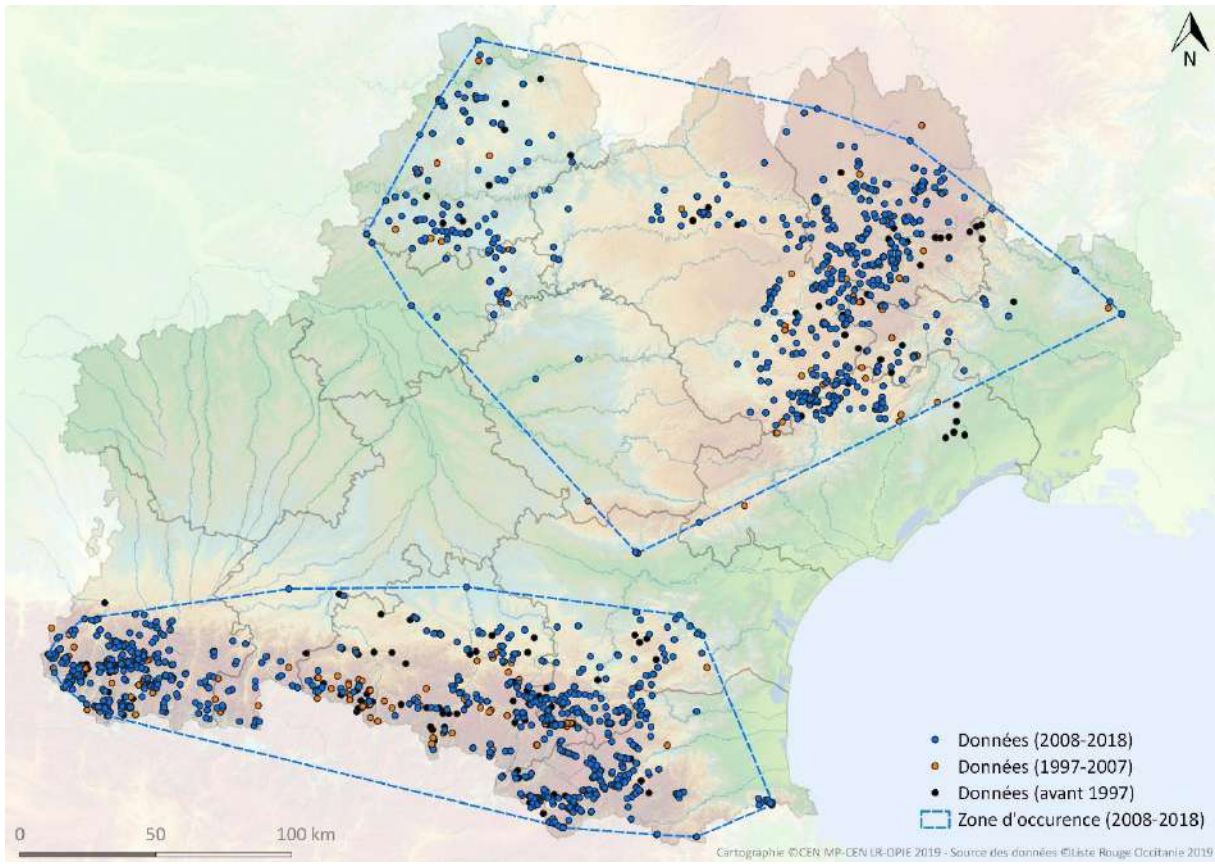 N
Données (2008-2018)
Données (1997-2007)
Données (avant 1997)
Zone d'occurence (2008-2018)
0 50 100 km
Cartographie ©CEN MP-CEN LR-OPIE 2019 - Source des données ©Liste Rouge Occitanie 2019